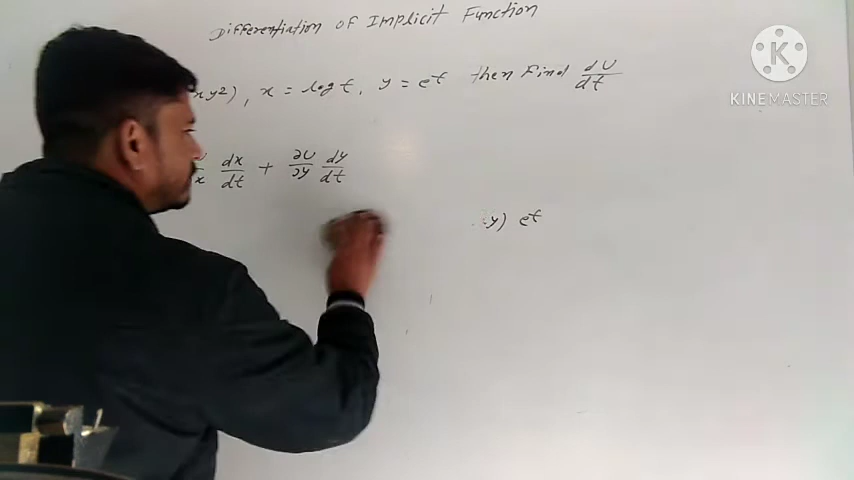 Differentiation of Implicit Function
xy2), x = log t, y = e^t then Find dU/dt
dx/dt + ∂U/∂y dy/dt
y) e^t
K
KINEMASTER